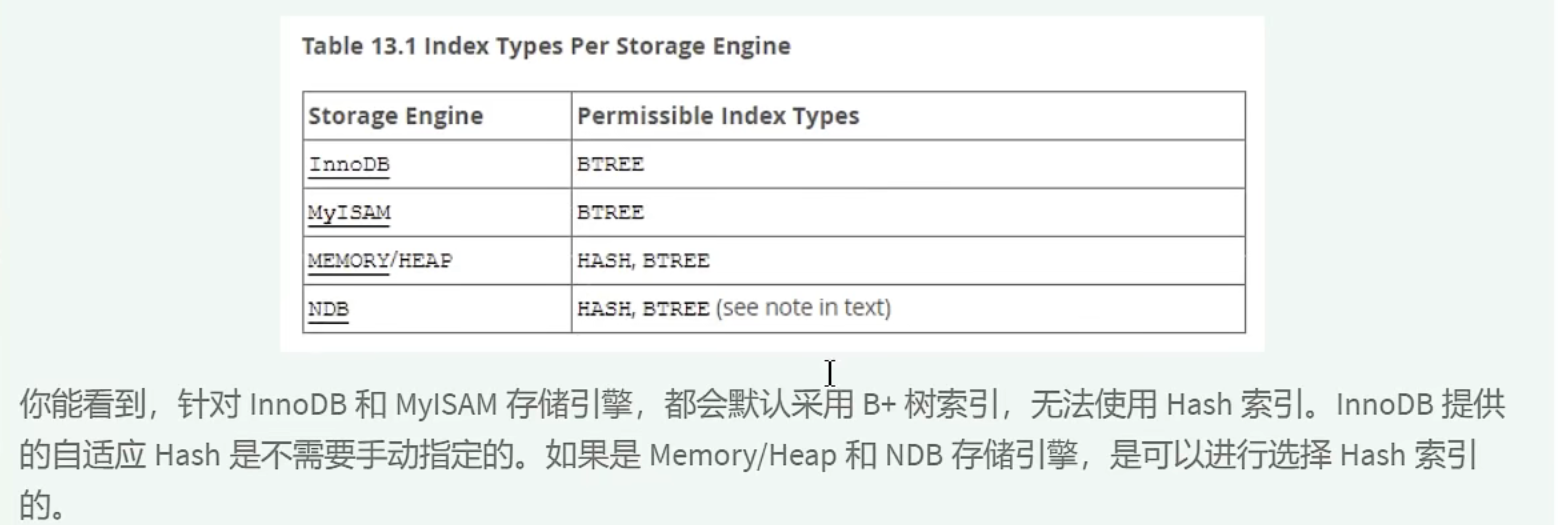 Table 13.1 Index Types Per Storage Engine
Storage Engine Permissible Index Types
InnoDB BTREE
MyISAM BTREE
MEMORY/HEAP HASH, BTREE
NDB HASH, BTREE (see note in text)
你能看到，针对 InnoDB 和 MyISAM 存储引擎，都会默认采用 B+ 树索引，无法使用 Hash 索引。InnoDB 提供
的自适应 Hash 是不需要手动指定的。如果是 Memory/Heap 和 NDB 存储引擎，是可以进行选择 Hash 索引
的。